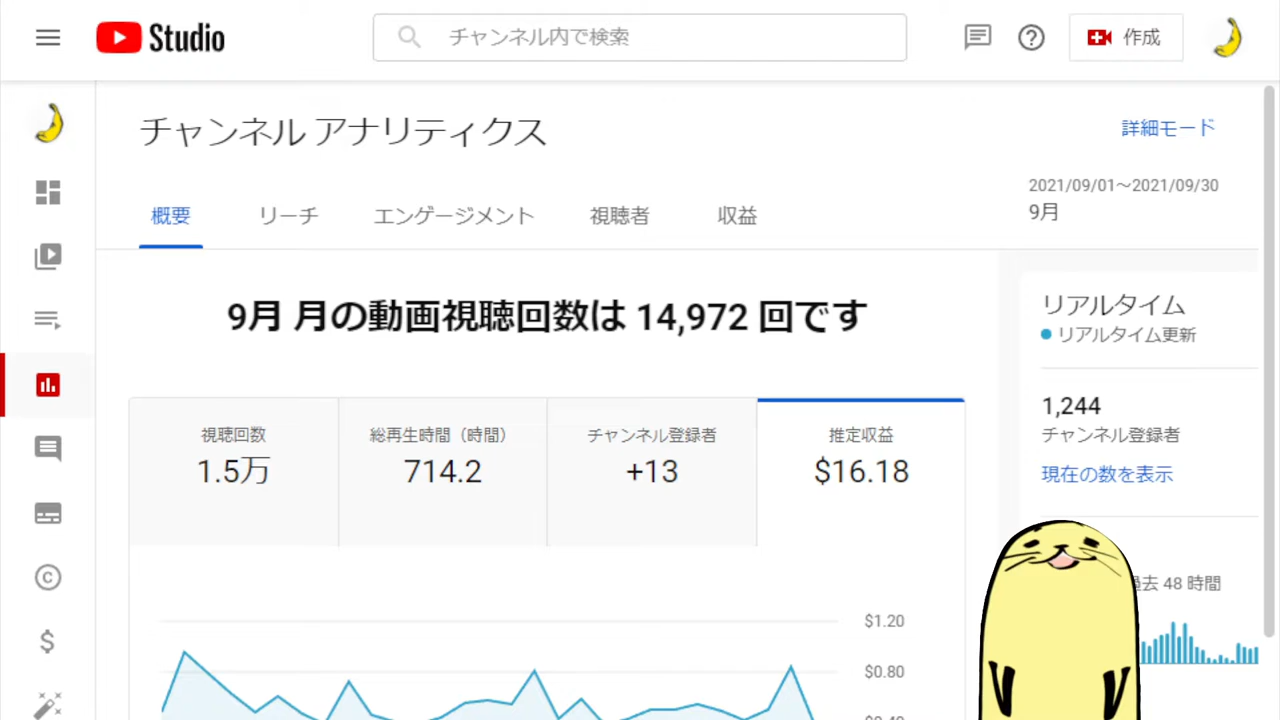 Studio
チャンネル内で検索
作成
チャンネル アナリティクス
詳細モード
2021/09/01～2021/09/30
9月
概要
リーチ
エンゲージメント
視聴者
収益
9月 月の動画視聴回数は 14,972 回です
視聴回数
1.5万
総再生時間（時間）
714.2
チャンネル登録者
+13
推定収益
$16.18
$1.20
$0.80
リアルタイム
リアルタイム更新
1,244
チャンネル登録者
現在の数を表示
去 48 時間